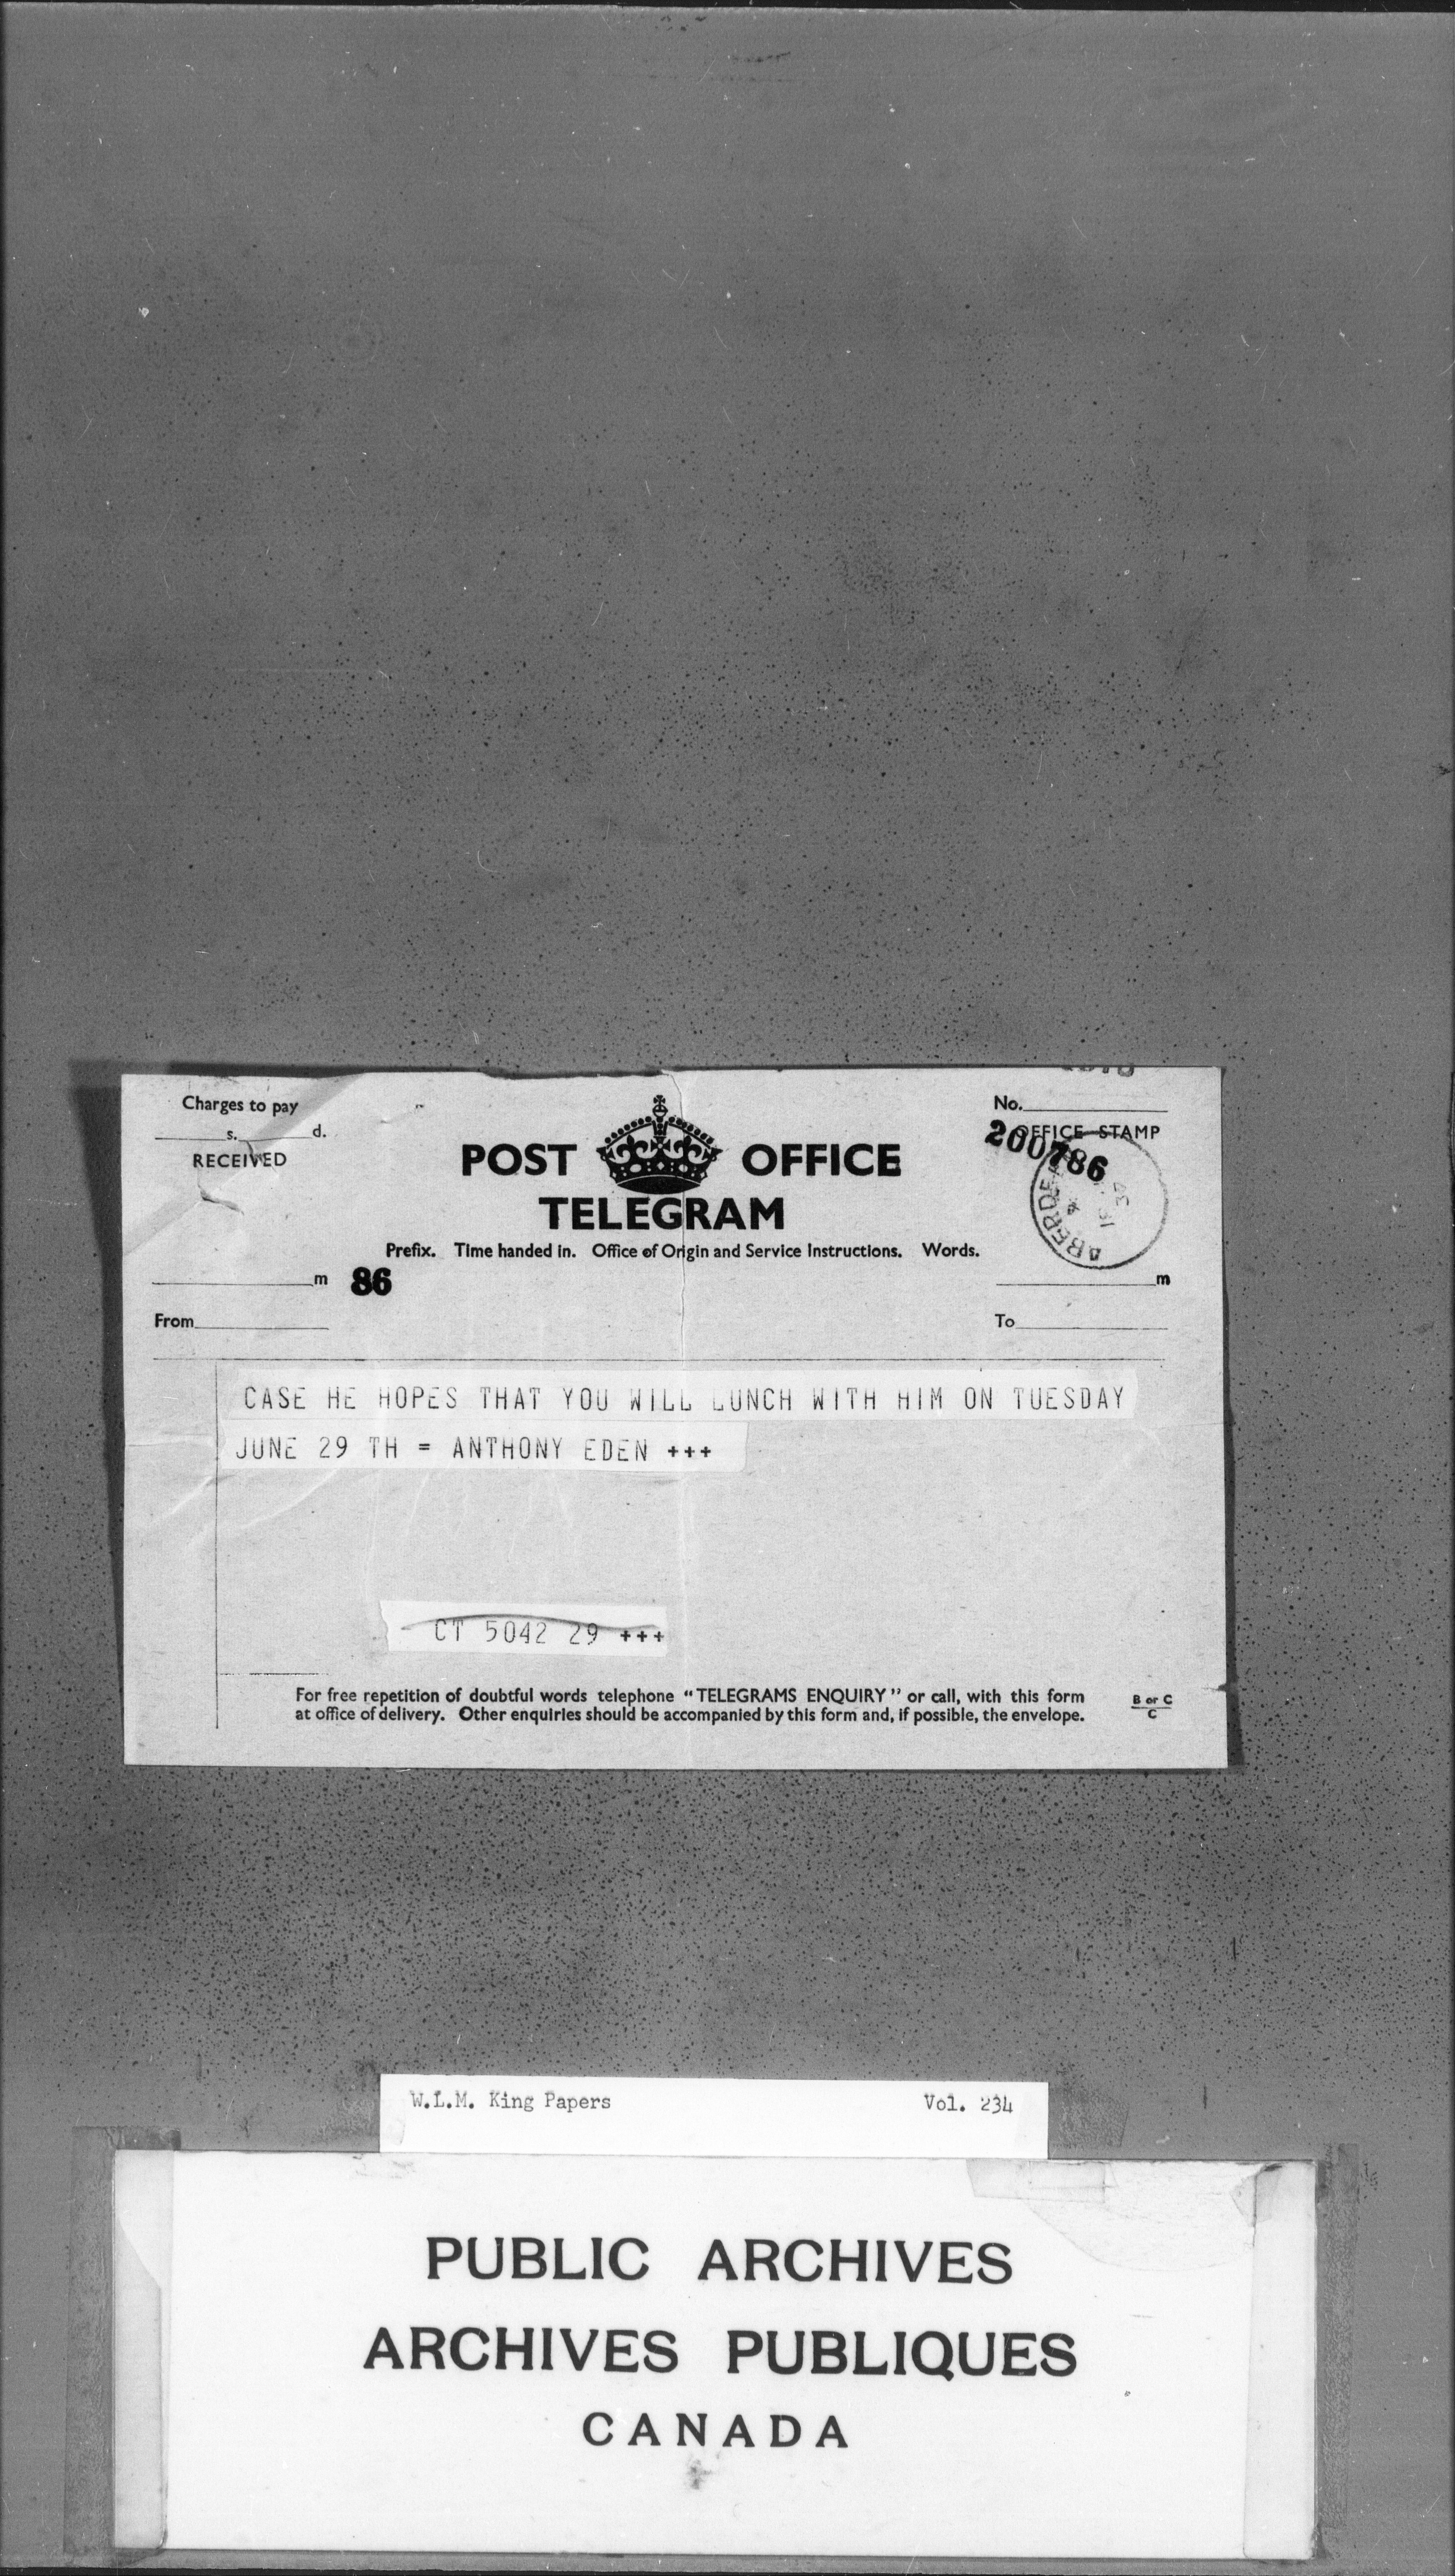 Charges to pay
s. d.
RECEIVED
POST OFFICE
TELEGRAM
Prefix. Time handed in. Office of Origin and Service Instructions. Words.
No.
OFFICE STAMP
200786
ABERDE
m 86 m
From To
CASE HE HOPES THAT YOU WILL LUNCH WITH HIM ON TUESDAY
JUNE 29 TH = ANTHONY EDEN +++
CT 5042 29 +++
For free repetition of doubtful words telephone “TELEGRAMS ENQUIRY” or call, with this form
at office of delivery. Other enquiries should be accompanied by this form and, if possible, the envelope.
B or C
C
W.L.M. King Papers Vol. 234
PUBLIC ARCHIVES
ARCHIVES PUBLIQUES
CANADA